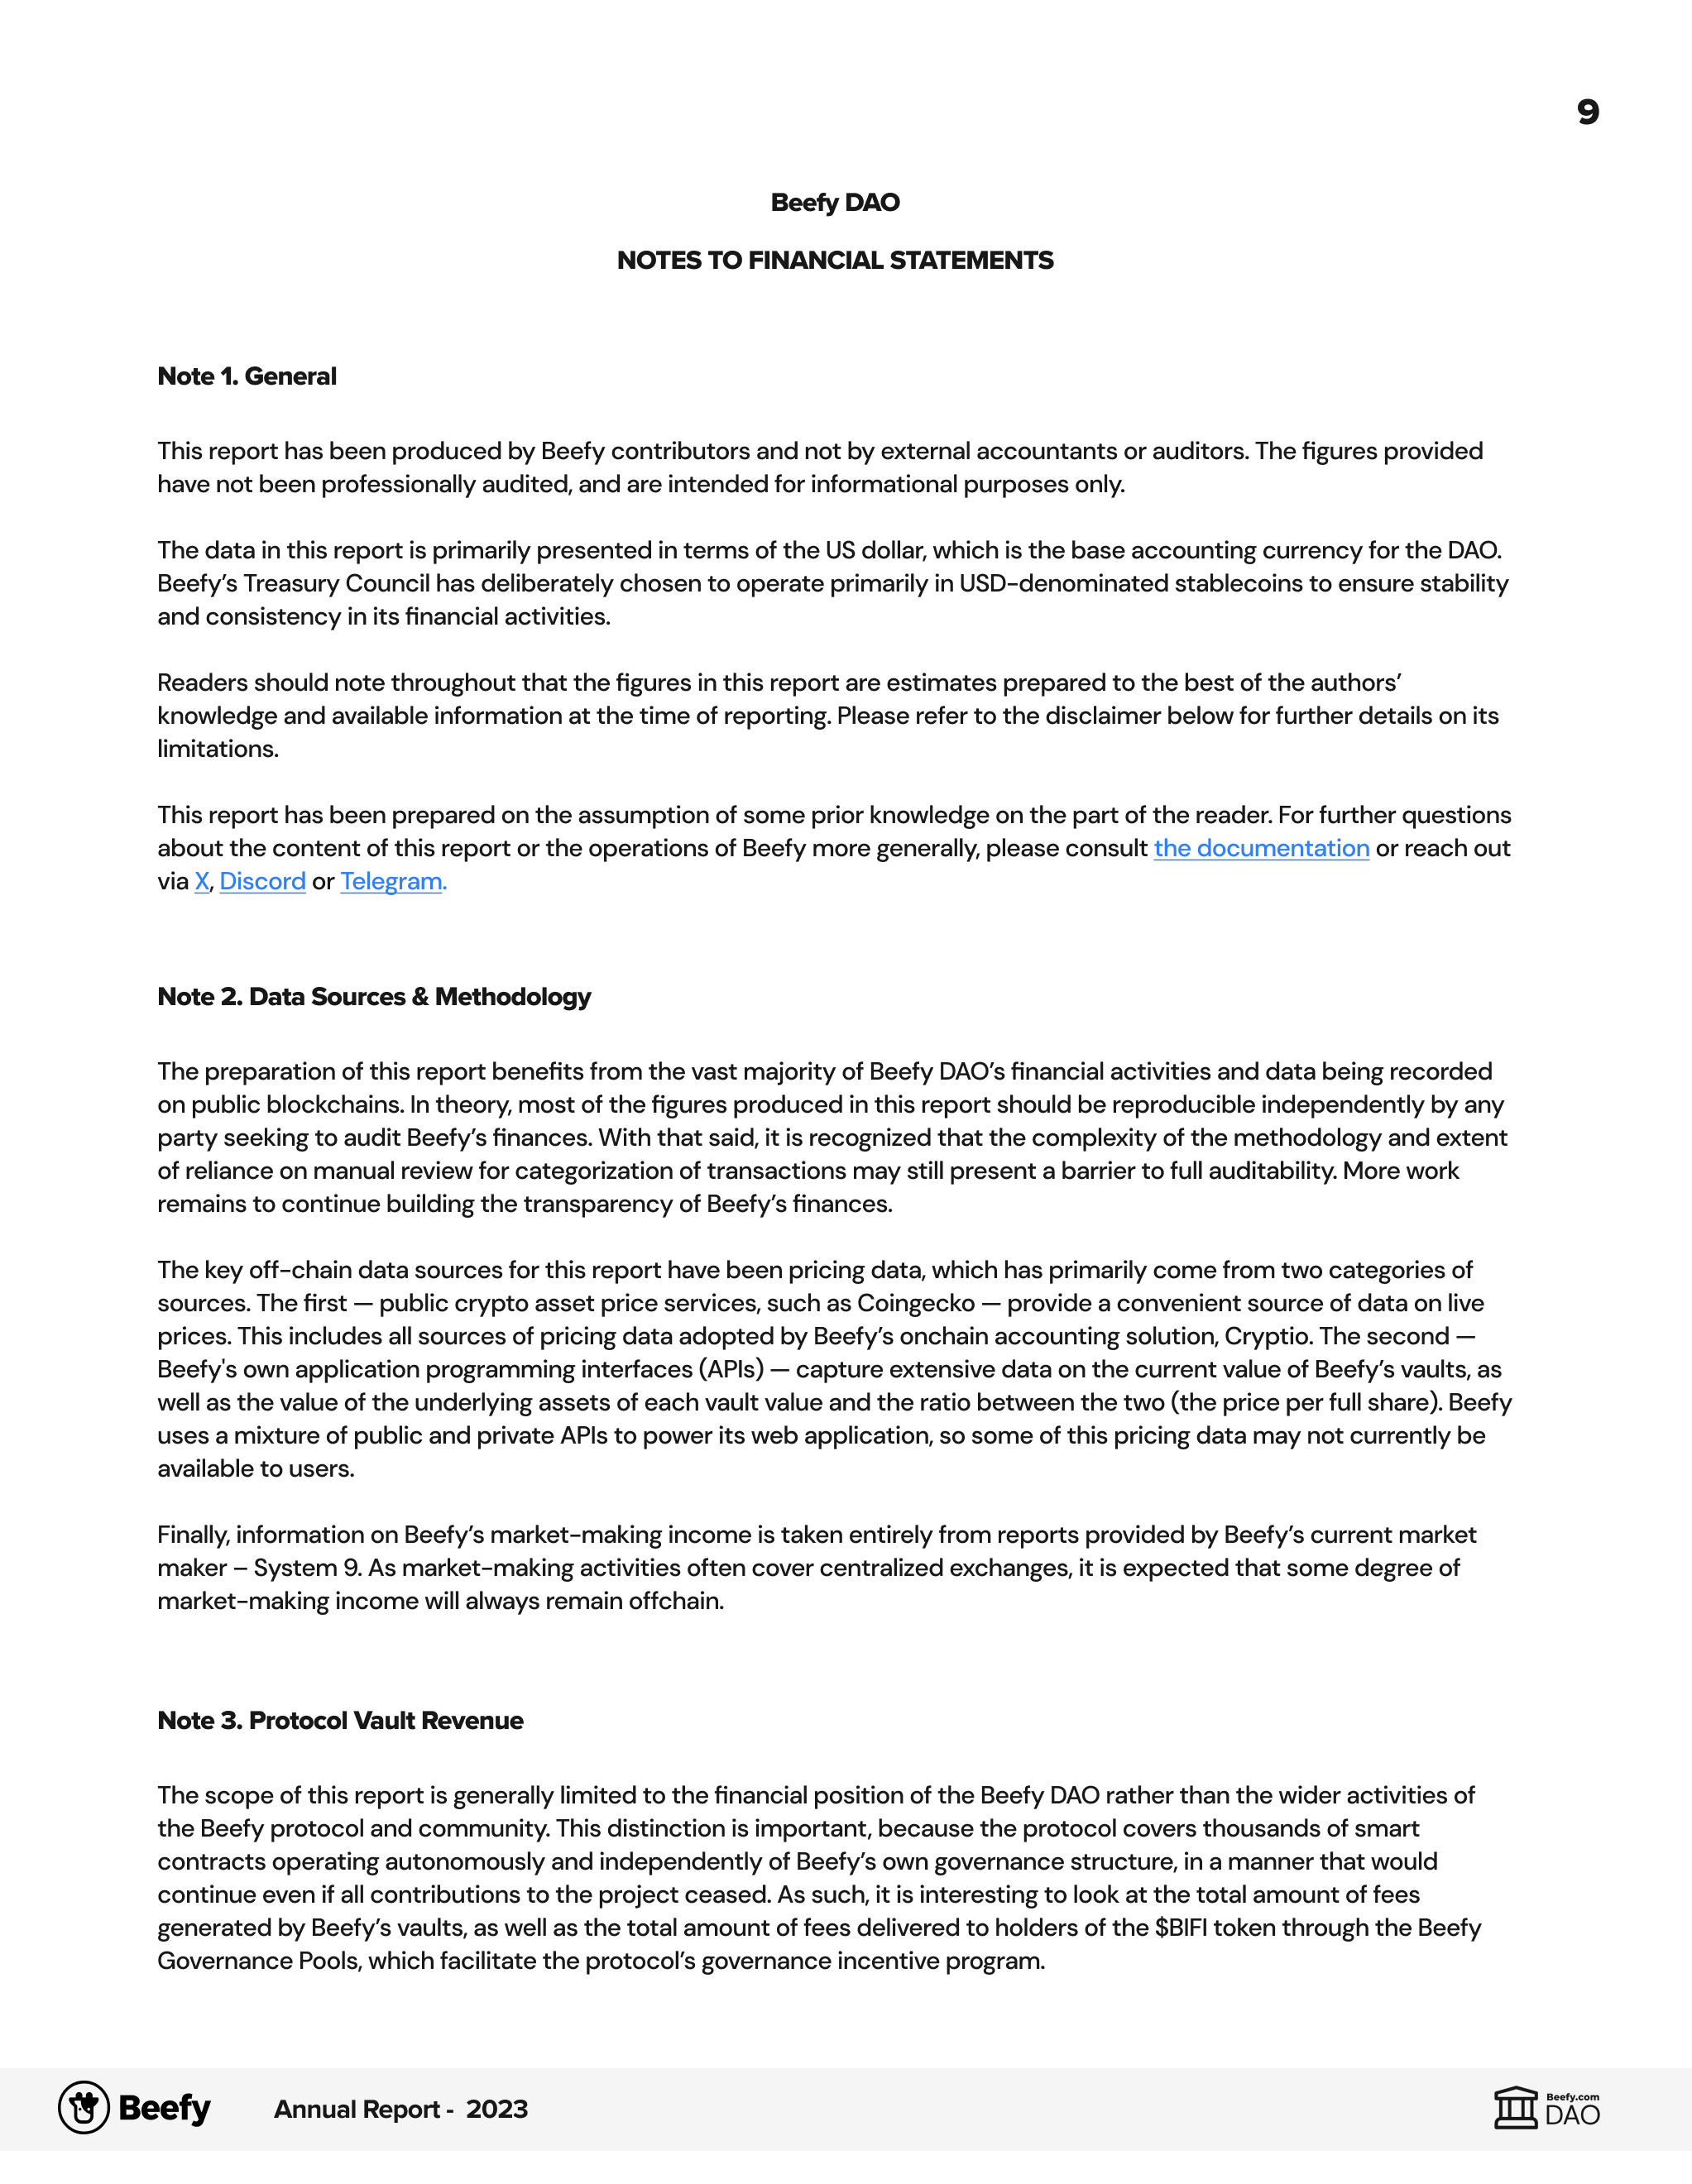 9
Beefy DAO
NOTES TO FINANCIAL STATEMENTS
Note 1. General
This report has been produced by Beefy contributors and not by external accountants or auditors. The figures provided
have not been professionally audited, and are intended for informational purposes only.
The data in this report is primarily presented in terms of the US dollar, which is the base accounting currency for the DAO.
Beefy’s Treasury Council has deliberately chosen to operate primarily in USD-denominated stablecoins to ensure stability
and consistency in its financial activities.
Readers should note throughout that the figures in this report are estimates prepared to the best of the authors’
knowledge and available information at the time of reporting. Please refer to the disclaimer below for further details on its
limitations.
This report has been prepared on the assumption of some prior knowledge on the part of the reader. For further questions
about the content of this report or the operations of Beefy more generally, please consult the documentation or reach out
via X, Discord or Telegram.
Note 2. Data Sources & Methodology
The preparation of this report benefits from the vast majority of Beefy DAO’s financial activities and data being recorded
on public blockchains. In theory, most of the figures produced in this report should be reproducible independently by any
party seeking to audit Beefy’s finances. With that said, it is recognized that the complexity of the methodology and extent
of reliance on manual review for categorization of transactions may still present a barrier to full auditability. More work
remains to continue building the transparency of Beefy’s finances.
The key off-chain data sources for this report have been pricing data, which has primarily come from two categories of
sources. The first — public crypto asset price services, such as Coingecko — provide a convenient source of data on live
prices. This includes all sources of pricing data adopted by Beefy’s onchain accounting solution, Cryptio. The second —
Beefy's own application programming interfaces (APIs) — capture extensive data on the current value of Beefy’s vaults, as
well as the value of the underlying assets of each vault value and the ratio between the two (the price per full share). Beefy
uses a mixture of public and private APIs to power its web application, so some of this pricing data may not currently be
available to users.
Finally, information on Beefy’s market-making income is taken entirely from reports provided by Beefy’s current market
maker – System 9. As market-making activities often cover centralized exchanges, it is expected that some degree of
market-making income will always remain offchain.
Note 3. Protocol Vault Revenue
The scope of this report is generally limited to the financial position of the Beefy DAO rather than the wider activities of
the Beefy protocol and community. This distinction is important, because the protocol covers thousands of smart
contracts operating autonomously and independently of Beefy’s own governance structure, in a manner that would
continue even if all contributions to the project ceased. As such, it is interesting to look at the total amount of fees
generated by Beefy’s vaults, as well as the total amount of fees delivered to holders of the $BIFI token through the Beefy
Governance Pools, which facilitate the protocol’s governance incentive program.
Beefy Annual Report - 2023
Beefy.com
DAO